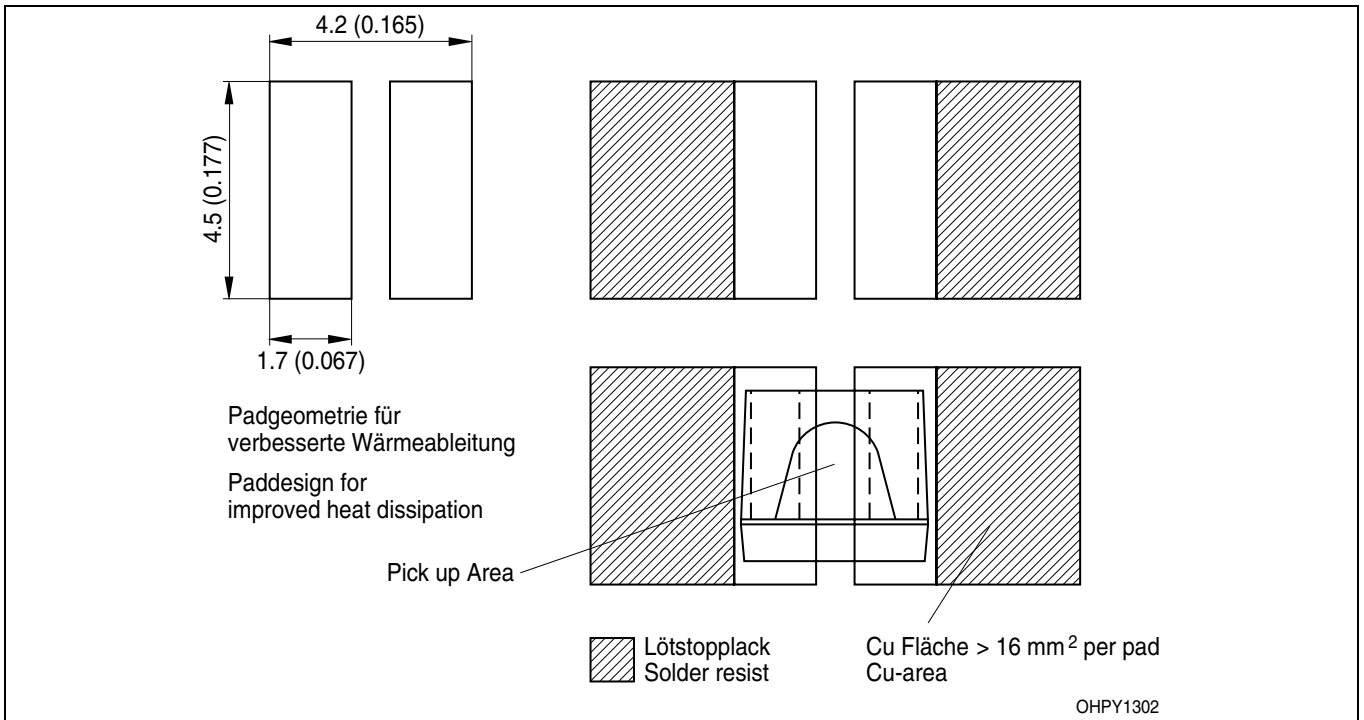 4.2 (0.165)
4.5 (0.177)
1.7 (0.067)
Padgeometrie für
verbesserte Wärmeableitung
Paddesign for
improved heat dissipation
Pick up Area
Lötstopplack
Solder resist
Cu Fläche > 16 mm² per pad
Cu-area
OHPY1302